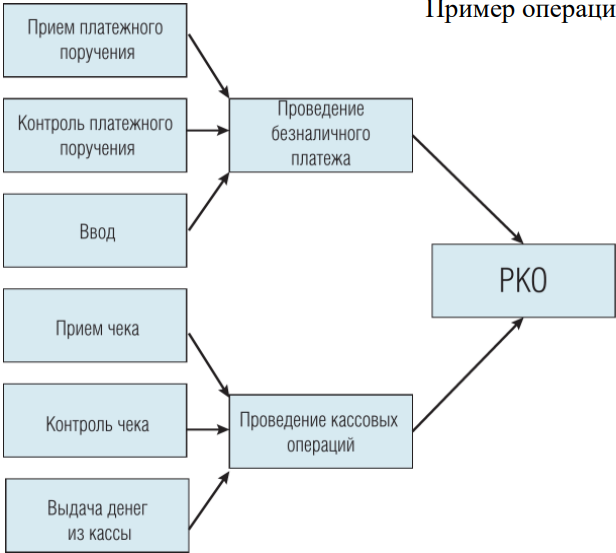 Пример операци
Прием платежного
поручения
Контроль платежного
поручения
Ввод
Проведение
безналичного
платежа
РКО
Прием чека
Контроль чека
Выдача денег
из кассы
Проведение кассовых
операций